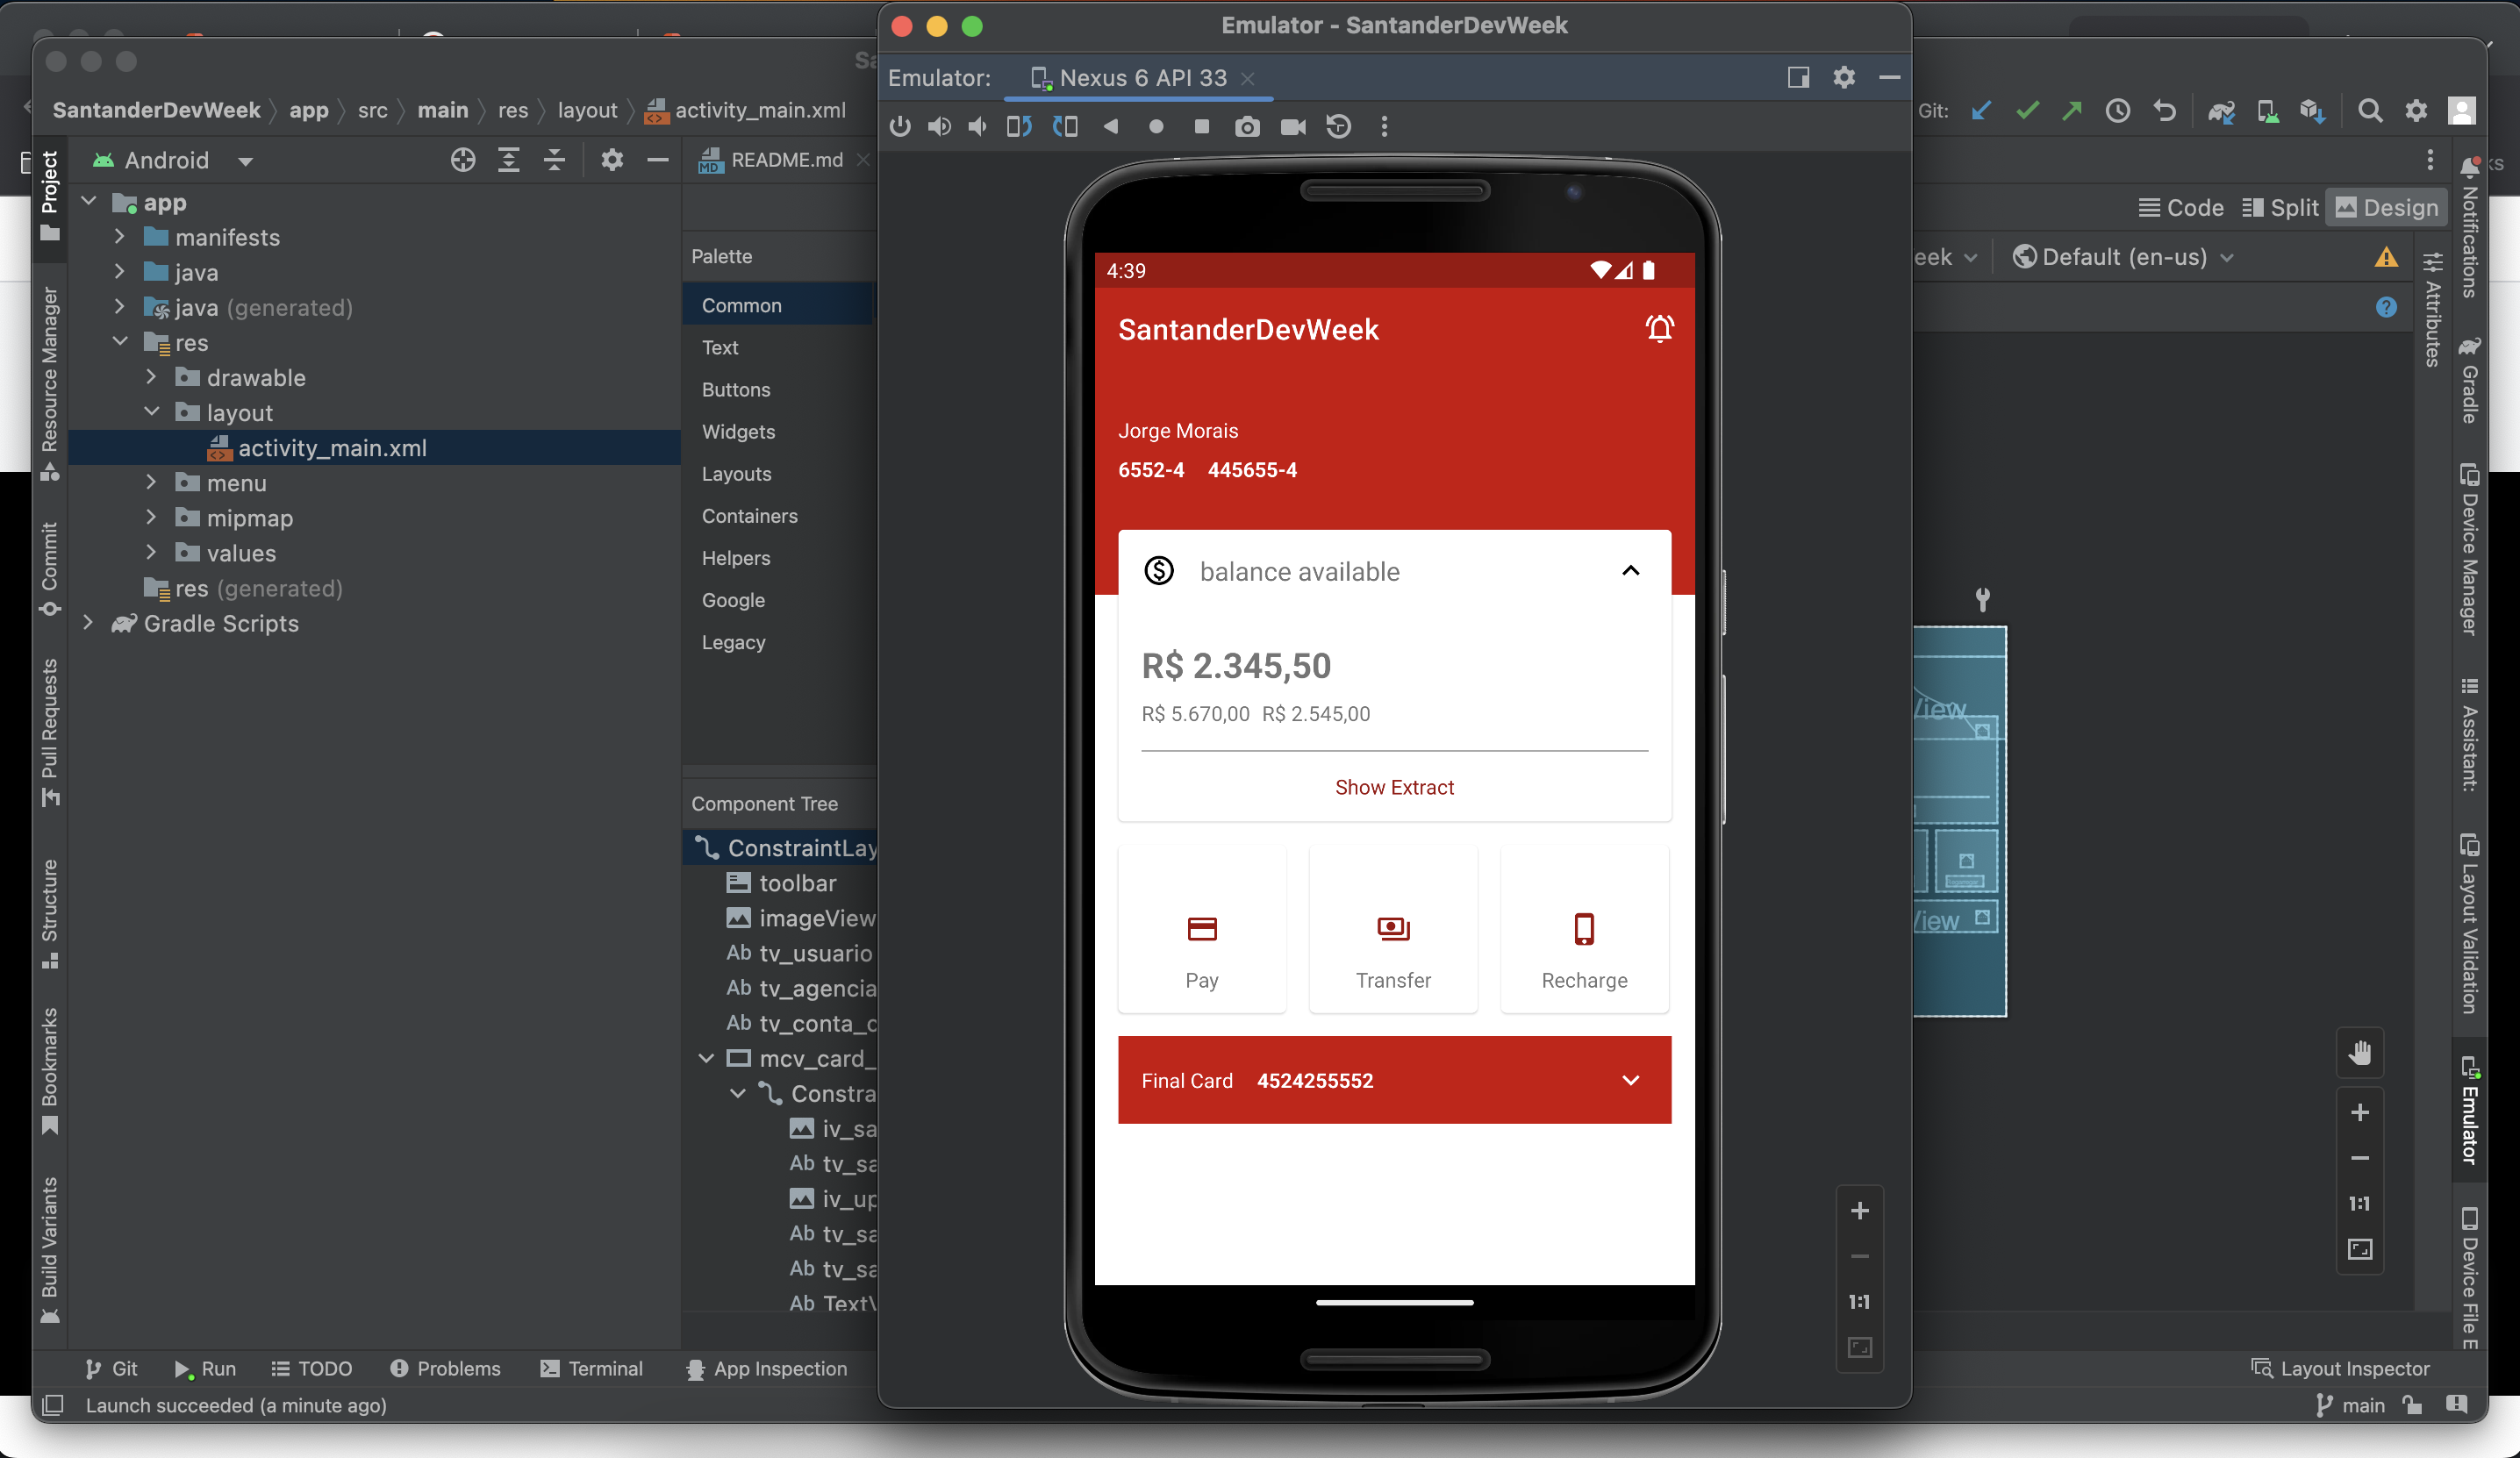 Emulator - SantanderDevWeek
SantanderDevWeek app src main res layout activity_main.xml
Emulator: Nexus 6 API 33
Git:
Project
Android
README.md
app
manifests
java
java (generated)
res
drawable
layout
activity_main.xml
menu
mipmap
values
res (generated)
Gradle Scripts
Resource Manager
Commit
Pull Requests
Structure
Bookmarks
Build Variants
Palette
Common
Text
Buttons
Widgets
Layouts
Containers
Helpers
Google
Legacy
Component Tree
ConstraintLay
toolbar
imageView
Ab tv_usuario
Ab tv_agencia
Ab tv_conta_c
mcv_card_
Constra
iv_sa
Ab tv_sa
iv_up
Ab tv_sa
Ab tv_sa
Ab TextV
4:39
SantanderDevWeek
Jorge Morais
6552-4 445655-4
balance available
R$ 2.345,50
R$ 5.670,00 R$ 2.545,00
Show Extract
Pay
Transfer
Recharge
Final Card 4524255552
1:1
Code Split Design
eek Default (en-us)
View
View
1:1
Notifications
Attributes
Gradle
Device Manager
Assistant:
Layout Validation
Emulator
Device File E
Git Run TODO Problems Terminal App Inspection
Layout Inspector
Launch succeeded (a minute ago)
main